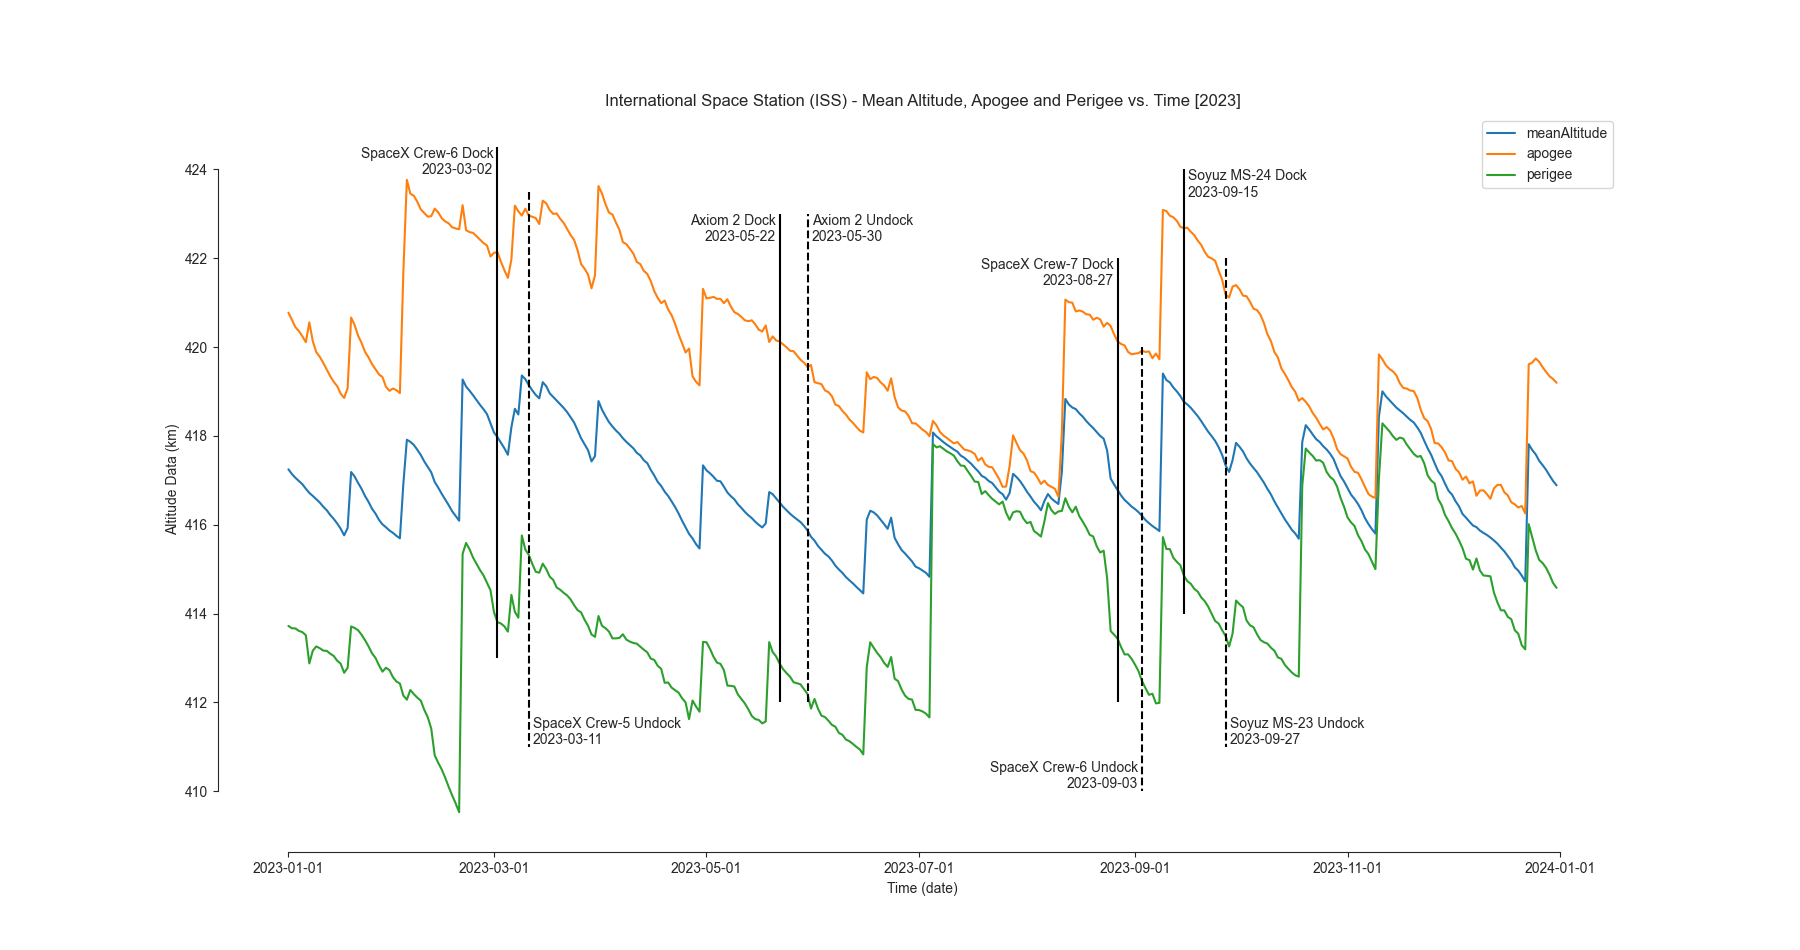 International Space Station (ISS) - Mean Altitude, Apogee and Perigee vs. Time [2023]
meanAltitude
apogee
perigee
SpaceX Crew-6 Dock
2023-03-02
Soyuz MS-24 Dock
2023-09-15
Axiom 2 Dock
2023-05-22
Axiom 2 Undock
2023-05-30
SpaceX Crew-7 Dock
2023-08-27
SpaceX Crew-5 Undock
2023-03-11
Soyuz MS-23 Undock
2023-09-27
SpaceX Crew-6 Undock
2023-09-03
Altitude Data (km)
424
422
420
418
416
414
412
410
2023-01-01
2023-03-01
2023-05-01
2023-07-01
2023-09-01
2023-11-01
2024-01-01
Time (date)